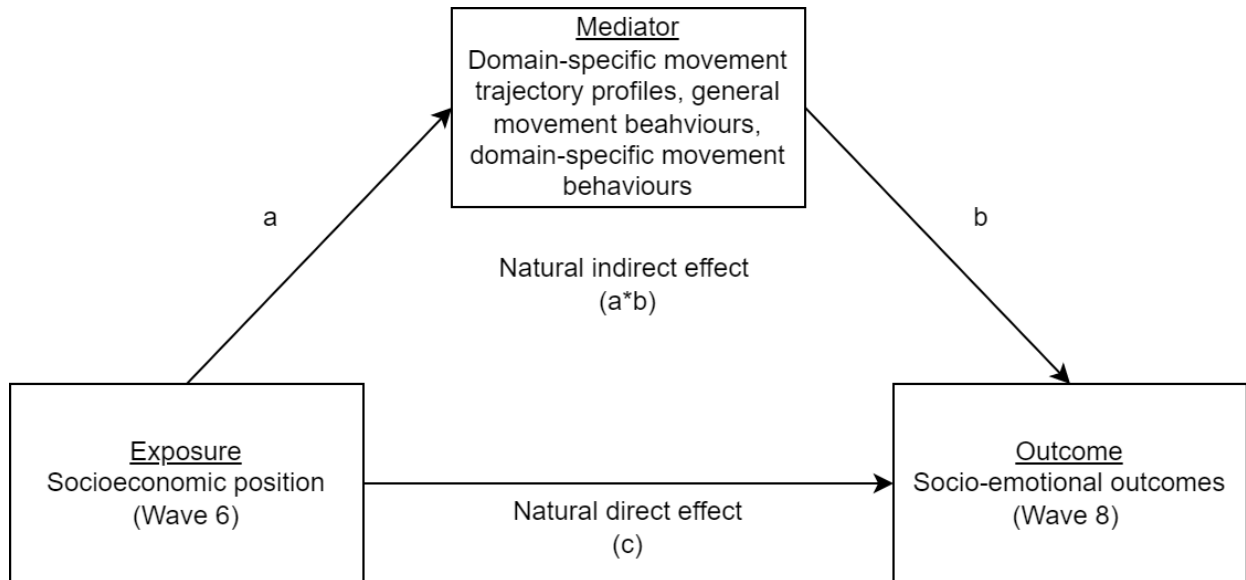 Mediator
Domain-specific movement
trajectory profiles, general
movement beahviours,
domain-specific movement
behaviours
a
b
Natural indirect effect
(a*b)
Exposure
Socioeconomic position
(Wave 6)
Natural direct effect
(c)
Outcome
Socio-emotional outcomes
(Wave 8)